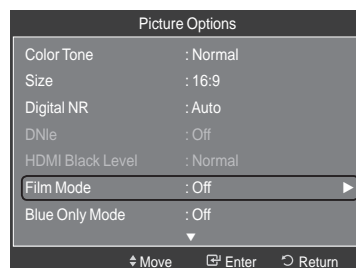 Picture Options
Color Tone : Normal
Size : 16:9
Digital NR : Auto
DNIe : Off
HDMI Black Level : Normal
Film Mode : Off
Blue Only Mode : Off
Move Enter Return